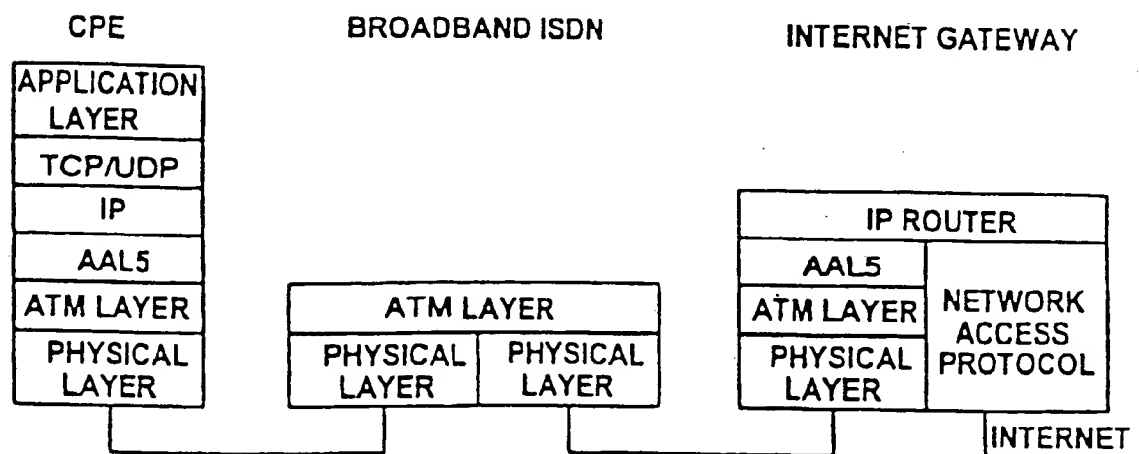 CPE
BROADBAND ISDN
INTERNET GATEWAY
APPLICATION
LAYER
TCP/UDP
IP
AAL5
ATM LAYER
PHYSICAL
LAYER
ATM LAYER
PHYSICAL
LAYER
PHYSICAL
LAYER
IP ROUTER
AAL5
ATM LAYER
PHYSICAL
LAYER
NETWORK
ACCESS
PROTOCOL
INTERNET